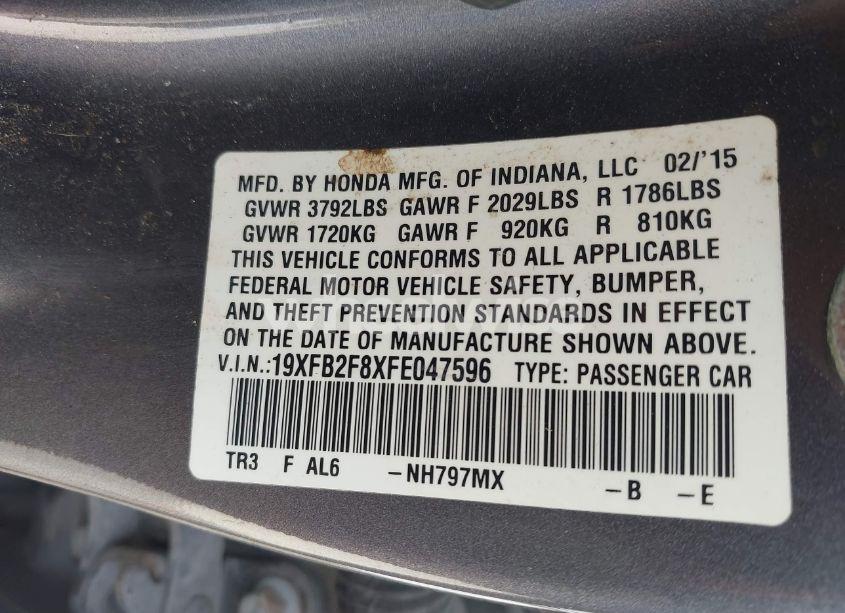 MFD. BY HONDA MFG. OF INDIANA, LLC 02/'15
GVWR 3792LBS GAWR F 2029LBS R 1786LBS
GVWR 1720KG GAWR F 920KG R 810KG
THIS VEHICLE CONFORMS TO ALL APPLICABLE
FEDERAL MOTOR VEHICLE SAFETY, BUMPER,
AND THEFT PREVENTION STANDARDS IN EFFECT
ON THE DATE OF MANUFACTURE SHOWN ABOVE.
V.I.N.:19XFB2F8XFE047596 TYPE: PASSENGER CAR
TR3 F AL6 -NH797MX -B -E